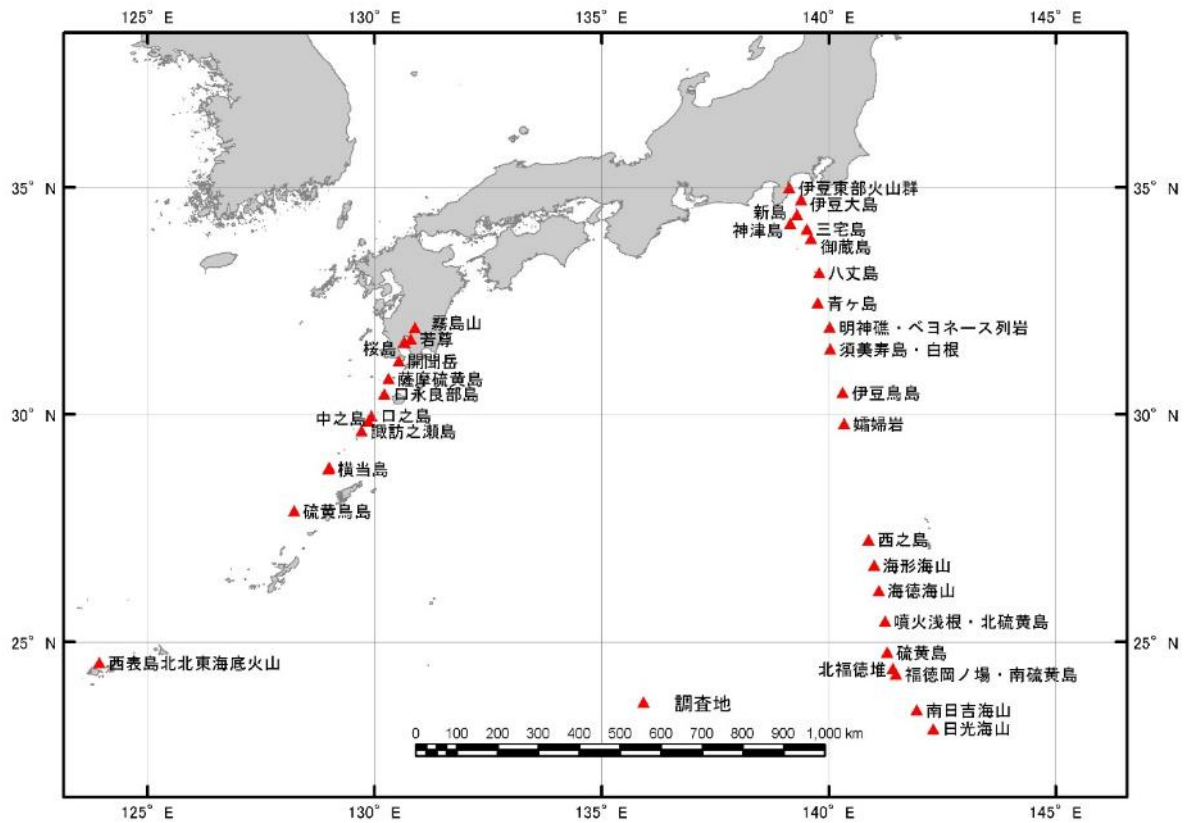 125° E
130° E
135° E
140° E
145° E
35° N
35° N
伊豆東部火山群
伊豆大島
新島
神津島
三宅島
御蔵島
八丈島
青ヶ島
明神礁・ベヨネース列岩
須美寿島・白根
伊豆鳥島
孀婦岩
霧島山
若尊
桜島
開聞岳
薩摩硫黄島
口永良部島
30° N
30° N
中之島
口之島
諏訪之瀬島
横当島
硫黄鳥島
西之島
海形海山
海徳海山
噴火浅根・北硫黄島
25° N
25° N
硫黄島
北福徳堆
福徳岡ノ場・南硫黄島
西表島北北東海底火山
南日吉海山
日光海山
調査地
0 100 200 300 400 500 600 700 800 900 1,000 km
125° E
130° E
135° E
140° E
145° E